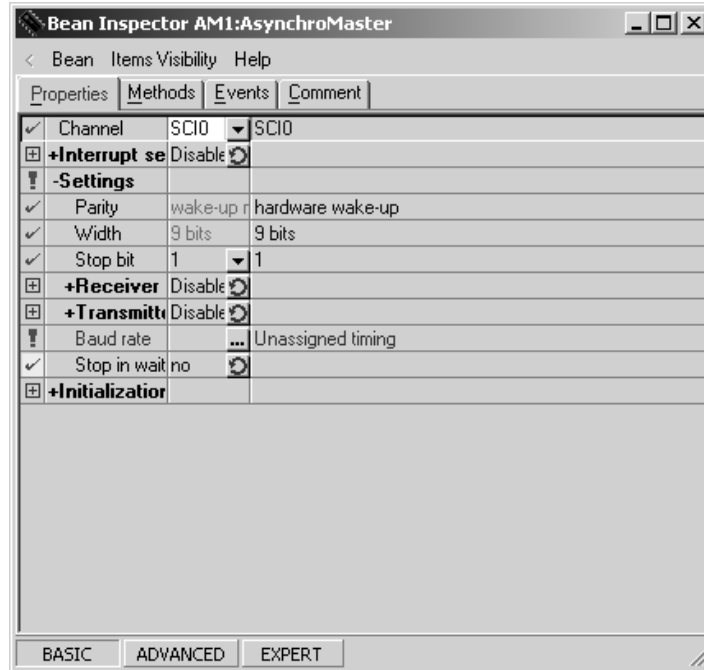 Bean Inspector AM1:AsynchroMaster
< Bean Items Visibility Help
Properties Methods Events Comment
Channel SCI0 SCI0
+Interrupt se Disable
-Settings
Parity wake-up r hardware wake-up
Width 9 bits 9 bits
Stop bit 1 1
+Receiver Disable
+Transmitte Disable
Baud rate ... Unassigned timing
Stop in wait no
+Initialization
BASIC ADVANCED EXPERT